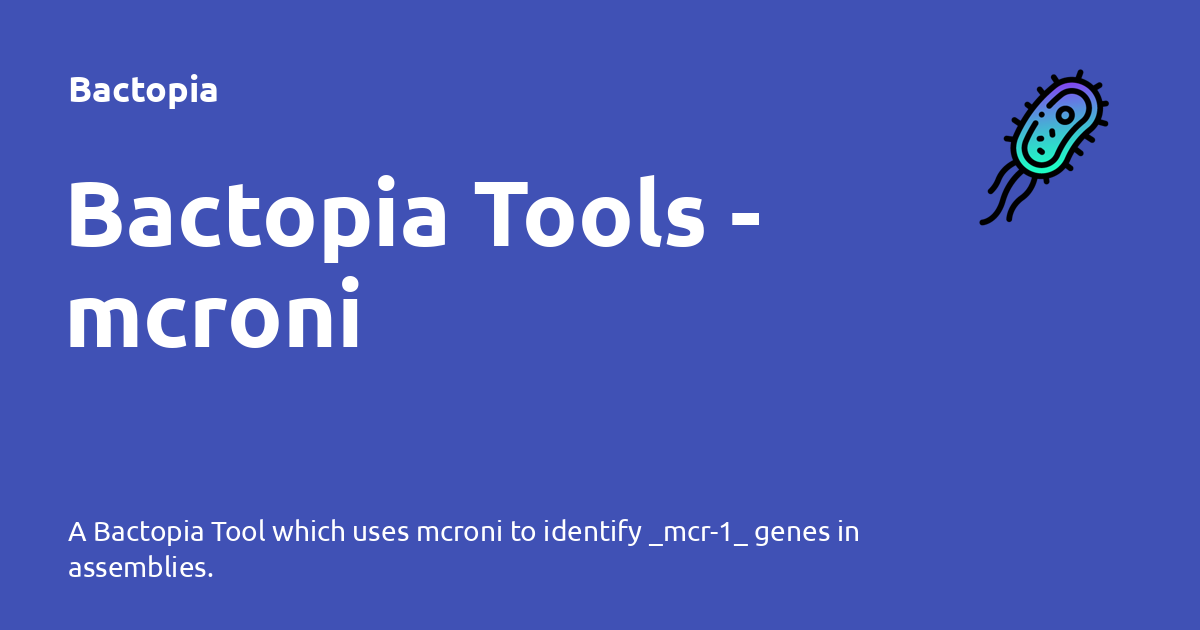 Bactopia
Bactopia Tools -
mcroni
A Bactopia Tool which uses mcroni to identify _mcr-1_ genes in
assemblies.